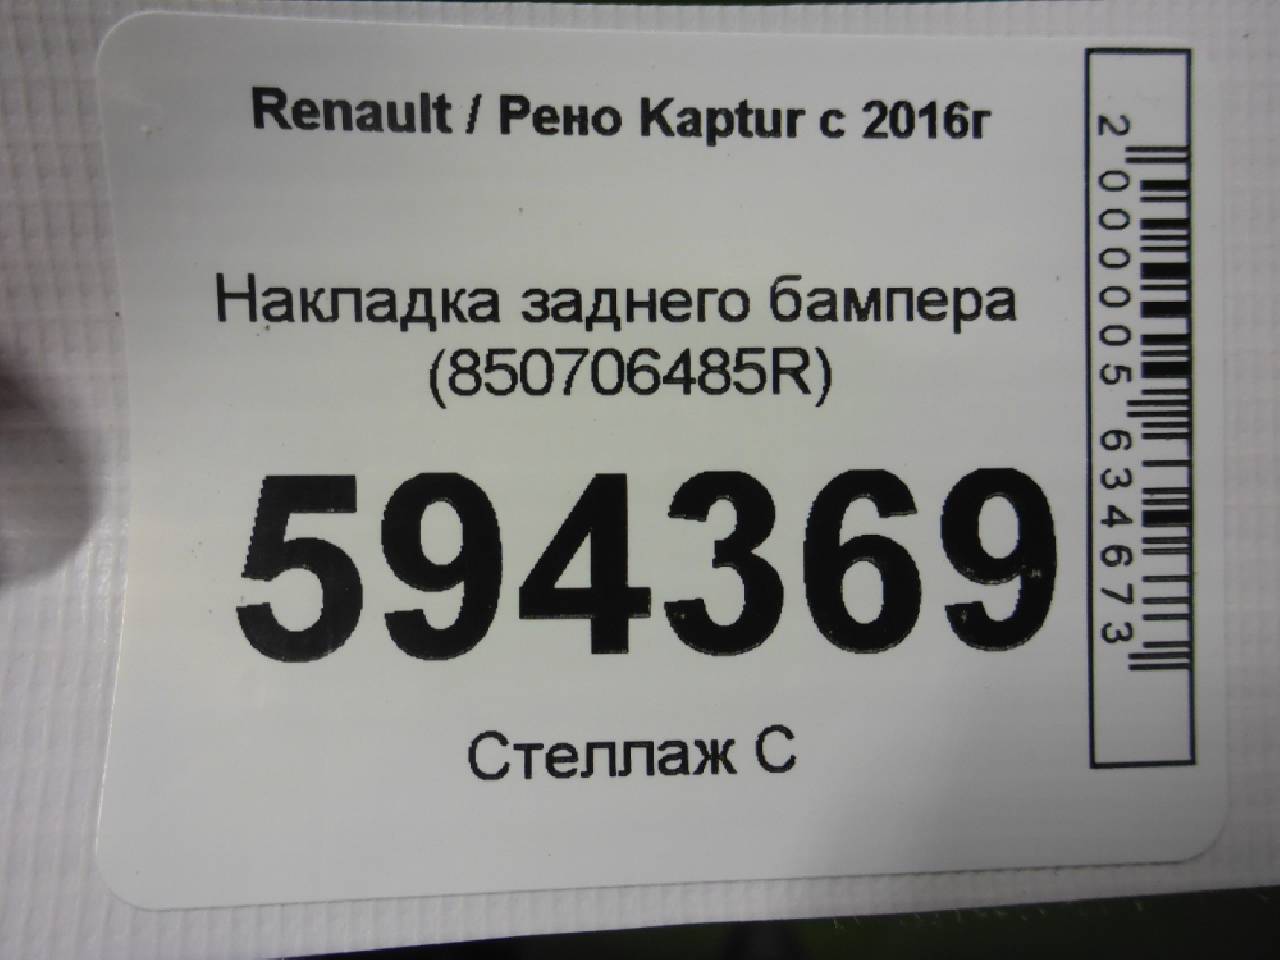 Renault / Рено Kaptur с 2016г
Накладка заднего бампера
(850706485R)
594369
Стеллаж С
2000005634673